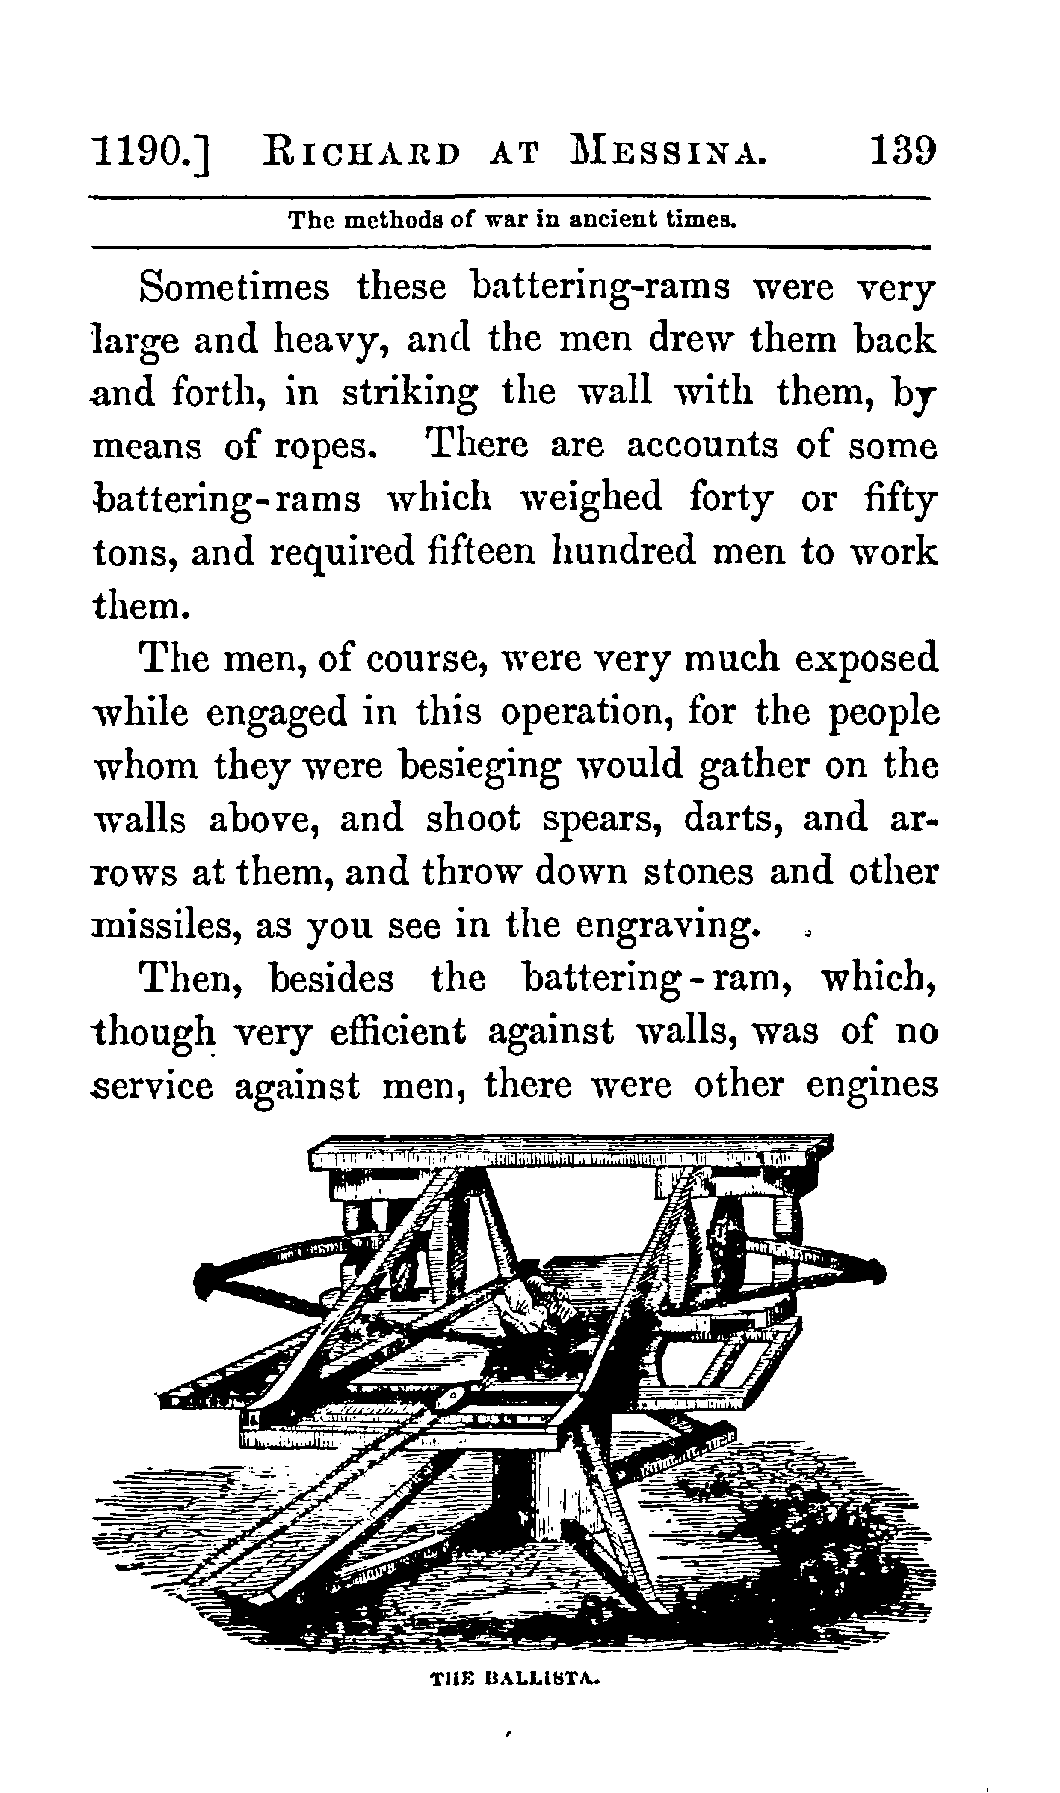 1190.] RICHARD AT MESSINA. 139
The methods of war in ancient times.
Sometimes these battering-rams were very
large and heavy, and the men drew them back
and forth, in striking the wall with them, by
means of ropes. There are accounts of some
battering-rams which weighed forty or fifty
tons, and required fifteen hundred men to work
them.
The men, of course, were very much exposed
while engaged in this operation, for the people
whom they were besieging would gather on the
walls above, and shoot spears, darts, and ar-
rows at them, and throw down stones and other
missiles, as you see in the engraving.
Then, besides the battering-ram, which,
though very efficient against walls, was of no
service against men, there were other engines
THE BALLISTA.